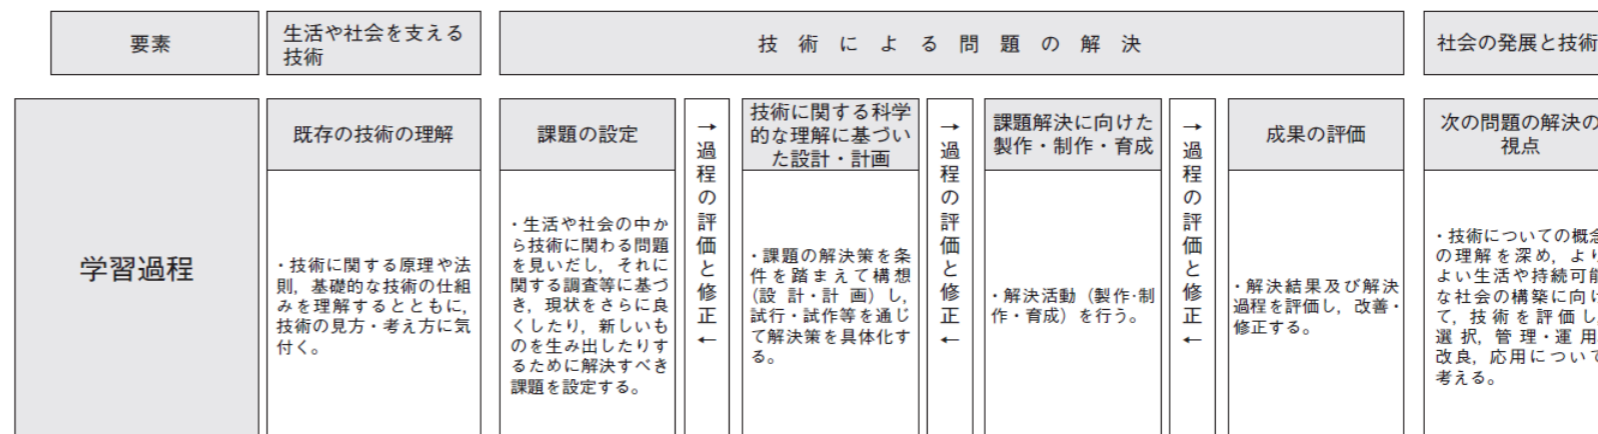 要素
生活や社会を支える
技術
技術による問題の解決
社会の発展と技術
学習過程
既存の技術の理解
・技術に関する原理や法
則，基礎的な技術の仕組
みを理解するとともに，
技術の見方・考え方に気
付く。
課題の設定
・生活や社会の中か
ら技術に関わる問題
を見いだし，それに
関する調査等に基づ
き，現状をさらに良
くしたり，新しいも
のを生み出したりす
るために解決すべき
課題を設定する。
→過程の評価と修正←
技術に関する科学
的な理解に基づい
た設計・計画
・課題の解決策を条
件を踏まえて構想
（設計・計画）し，
試行・試作等を通じ
て解決策を具体化す
る。
→過程の評価と修正←
課題解決に向けた
製作・制作・育成
・解決活動（製作・制
作・育成）を行う。
→過程の評価と修正←
成果の評価
・解決結果及び解決
過程を評価し，改善・
修正する。
次の問題の解決の
視点
・技術についての概念
の理解を深め，より
よい生活や持続可能
な社会の構築に向け
て，技術を評価し，
選択，管理・運用
改良，応用について
考える。